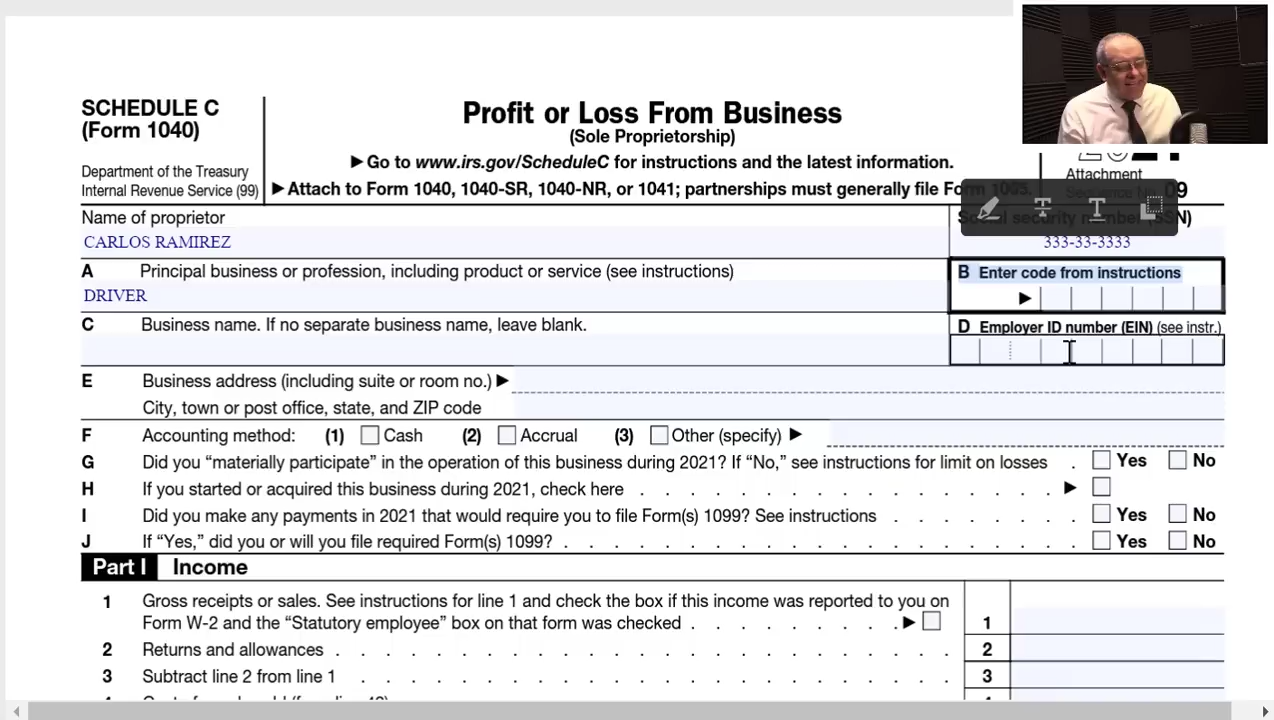 SCHEDULE C
(Form 1040)
Department of the Treasury
Internal Revenue Service (99)
Profit or Loss From Business
(Sole Proprietorship)
▶ Go to www.irs.gov/ScheduleC for instructions and the latest information.
▶ Attach to Form 1040, 1040-SR, 1040-NR, or 1041; partnerships must generally file Form 1065.
Attachment
Sequence No. 09
Name of proprietor
Social security number (SSN)
CARLOS RAMIREZ
333-33-3333
A Principal business or profession, including product or service (see instructions)
B Enter code from instructions
DRIVER
▶
C Business name. If no separate business name, leave blank.
D Employer ID number (EIN) (see instr.)
E Business address (including suite or room no.) ▶
City, town or post office, state, and ZIP code
F Accounting method: (1) Cash (2) Accrual (3) Other (specify) ▶
G Did you “materially participate” in the operation of this business during 2021? If “No,” see instructions for limit on losses . Yes No
H If you started or acquired this business during 2021, check here . . . . . . . . . . . . . . . . ▶
I Did you make any payments in 2021 that would require you to file Form(s) 1099? See instructions . . . . . . . Yes No
J If “Yes,” did you or will you file required Form(s) 1099? . . . . . . . . . . . . . . . . . . Yes No
Part I Income
1 Gross receipts or sales. See instructions for line 1 and check the box if this income was reported to you on
Form W-2 and the “Statutory employee” box on that form was checked . . . . . . . . . ▶ 1
2 Returns and allowances . . . . . . . . . . . . . . . . . . . . . . 2
3 Subtract line 2 from line 1 . . . . . . . . . . . . . . . . . . . . . 3